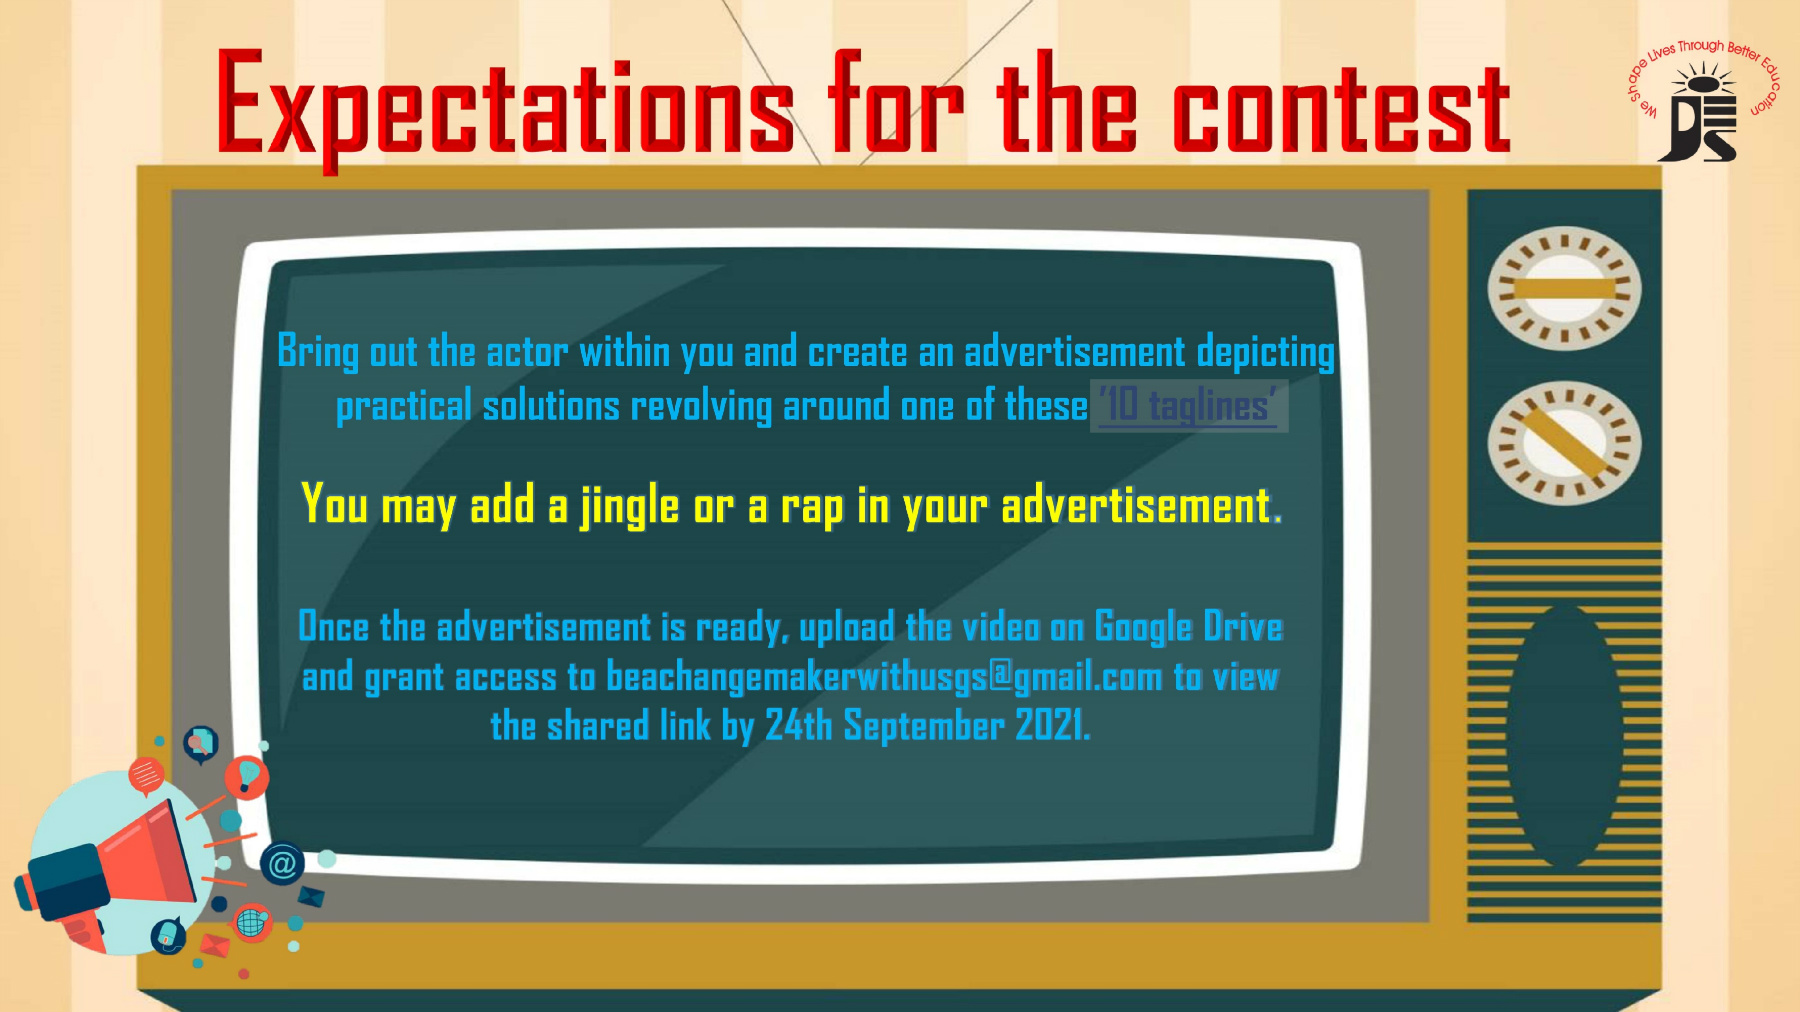 Expectations for the contest
We Shape Lives Through Better Education
DES
Bring out the actor within you and create an advertisement depicting
practical solutions revolving around one of these '10 taglines'
You may add a jingle or a rap in your advertisement.
Once the advertisement is ready, upload the video on Google Drive
and grant access to beachangemakerwithusgs@gmail.com to view
the shared link by 24th September 2021.
@